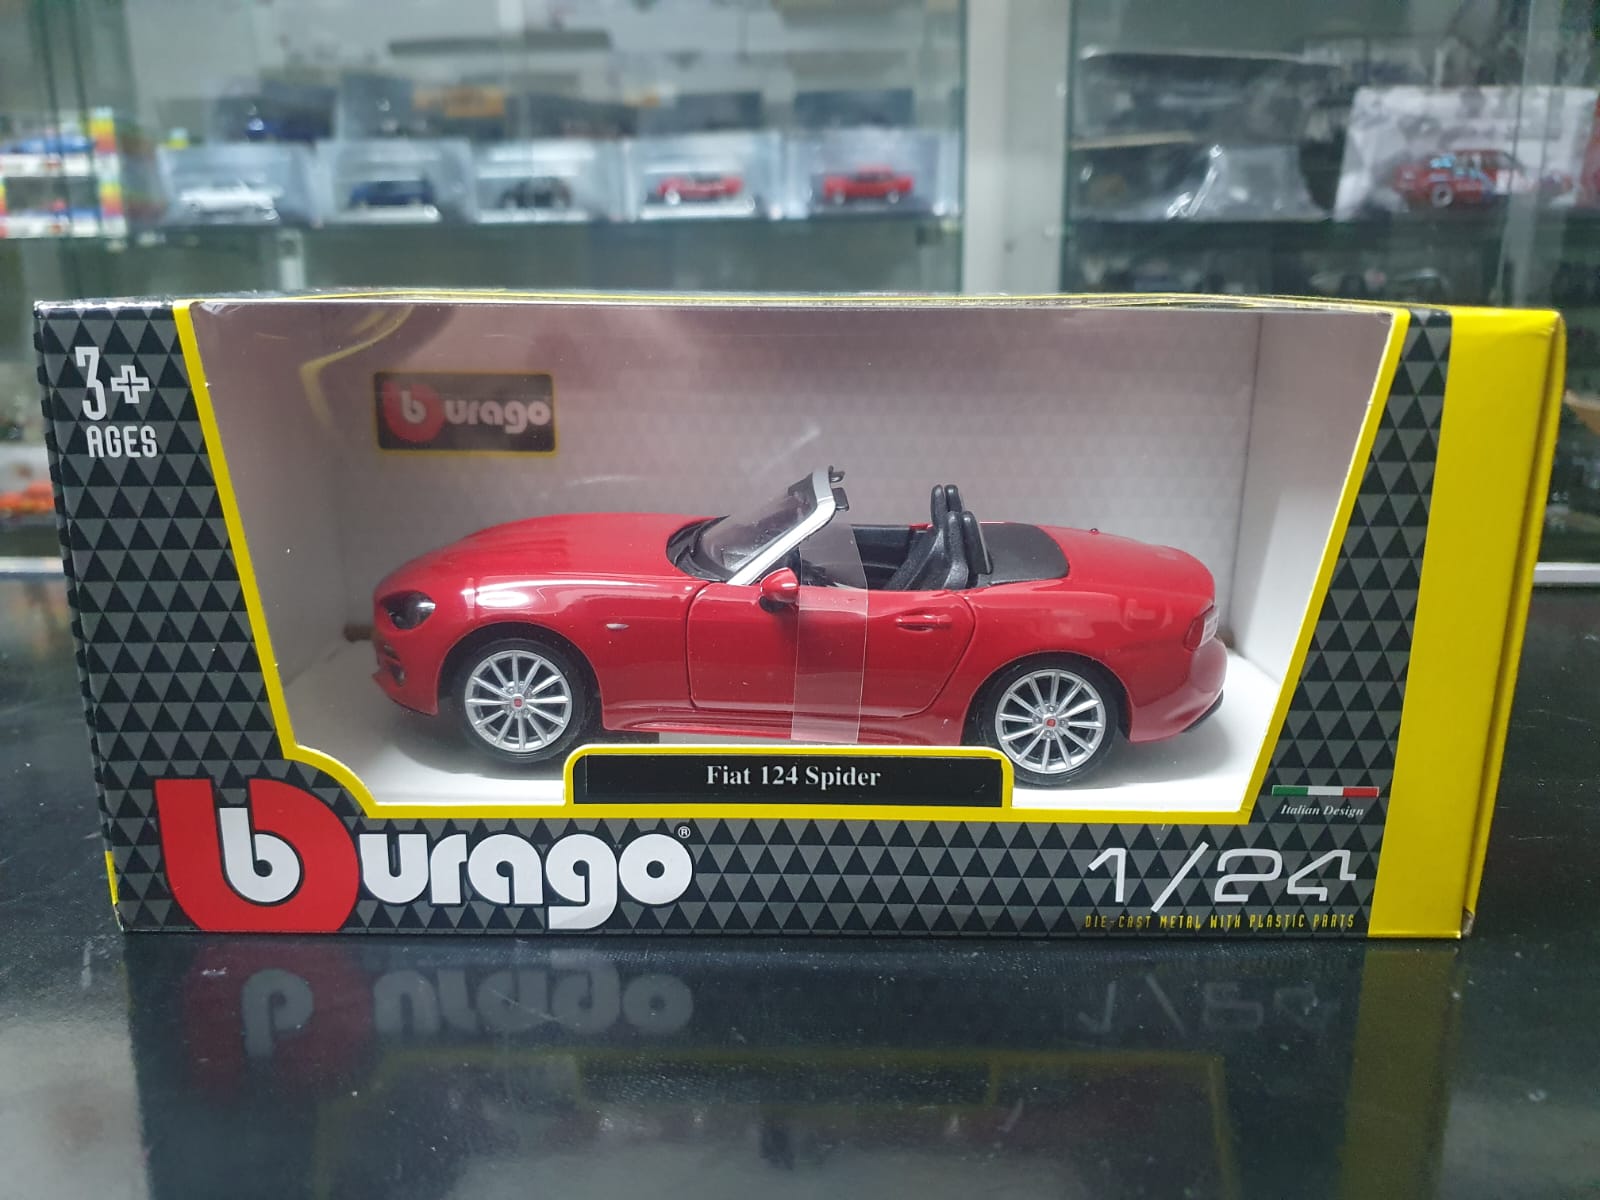 3+
AGES
burago
Fiat 124 Spider
Italian Design
burago®
1/24
DIE-CAST METAL WITH PLASTIC PARTS